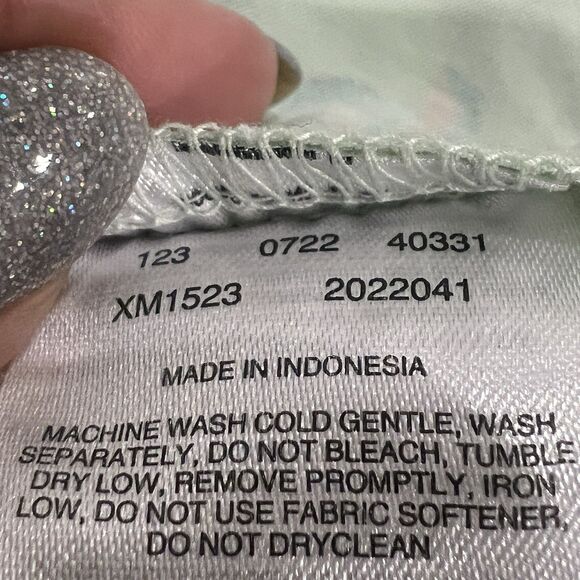 123 0722 40331
XM1523 2022041
MADE IN INDONESIA
MACHINE WASH COLD GENTLE, WASH
SEPARATELY, DO NOT BLEACH, TUMBLE
DRY LOW, REMOVE PROMPTLY, IRON
LOW, DO NOT USE FABRIC SOFTENER,
DO NOT DRYCLEAN